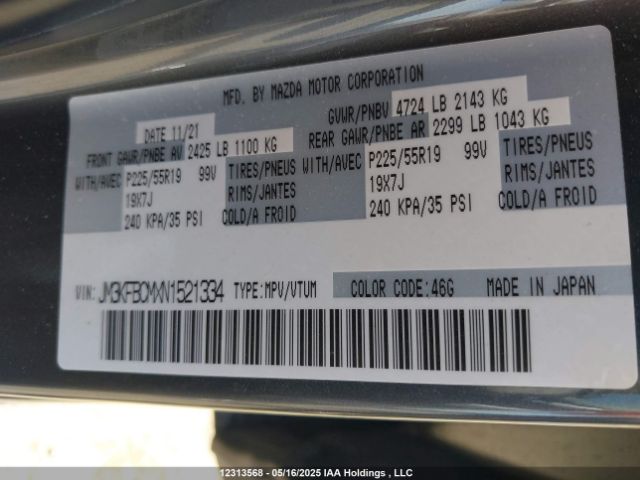 MFD. BY MAZDA MOTOR CORPORATION
DATE 11/21 GVWR/PNBV 4724 LB 2143 KG
FRONT GAWR/PNBE AV 2425 LB 1100 KG REAR GAWR/PNBE AR 2299 LB 1043 KG
WITH/AVEC P225/55R19 99V TIRES/PNEUS WITH/AVEC P225/55R19 99V TIRES/PNEUS
19X7J RIMS/JANTES 19X7J RIMS/JANTES
240 KPA/35 PSI COLD/A FROID 240 KPA/35 PSI COLD/A FROID
VIN: JM3KFBCMXN1521334 TYPE:MPV/VTUM COLOR CODE:46G MADE IN JAPAN
12313568 - 05/16/2025 IAA Holdings , LLC